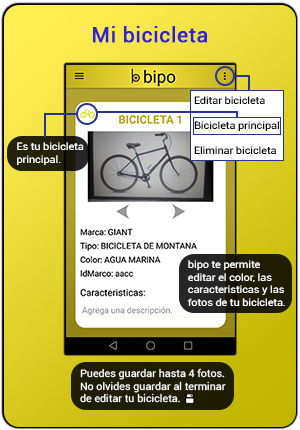 Mi bicicleta
bipo
Editar bicicleta
Bicicleta principal
Eliminar bicicleta
BICICLETA 1
Es tu bicicleta
principal.
Marca: GIANT
Tipo: BICICLETA DE MONTANA
Color: AGUA MARINA
IdMarco: aacc
Caracteristicas:
Agrega una descripción.
bipo te permite
editar el color, las
caracteristicas y las
fotos de tu bicicleta.
Puedes guardar hasta 4 fotos.
No olvides guardar al terminar
de editar tu bicicleta.